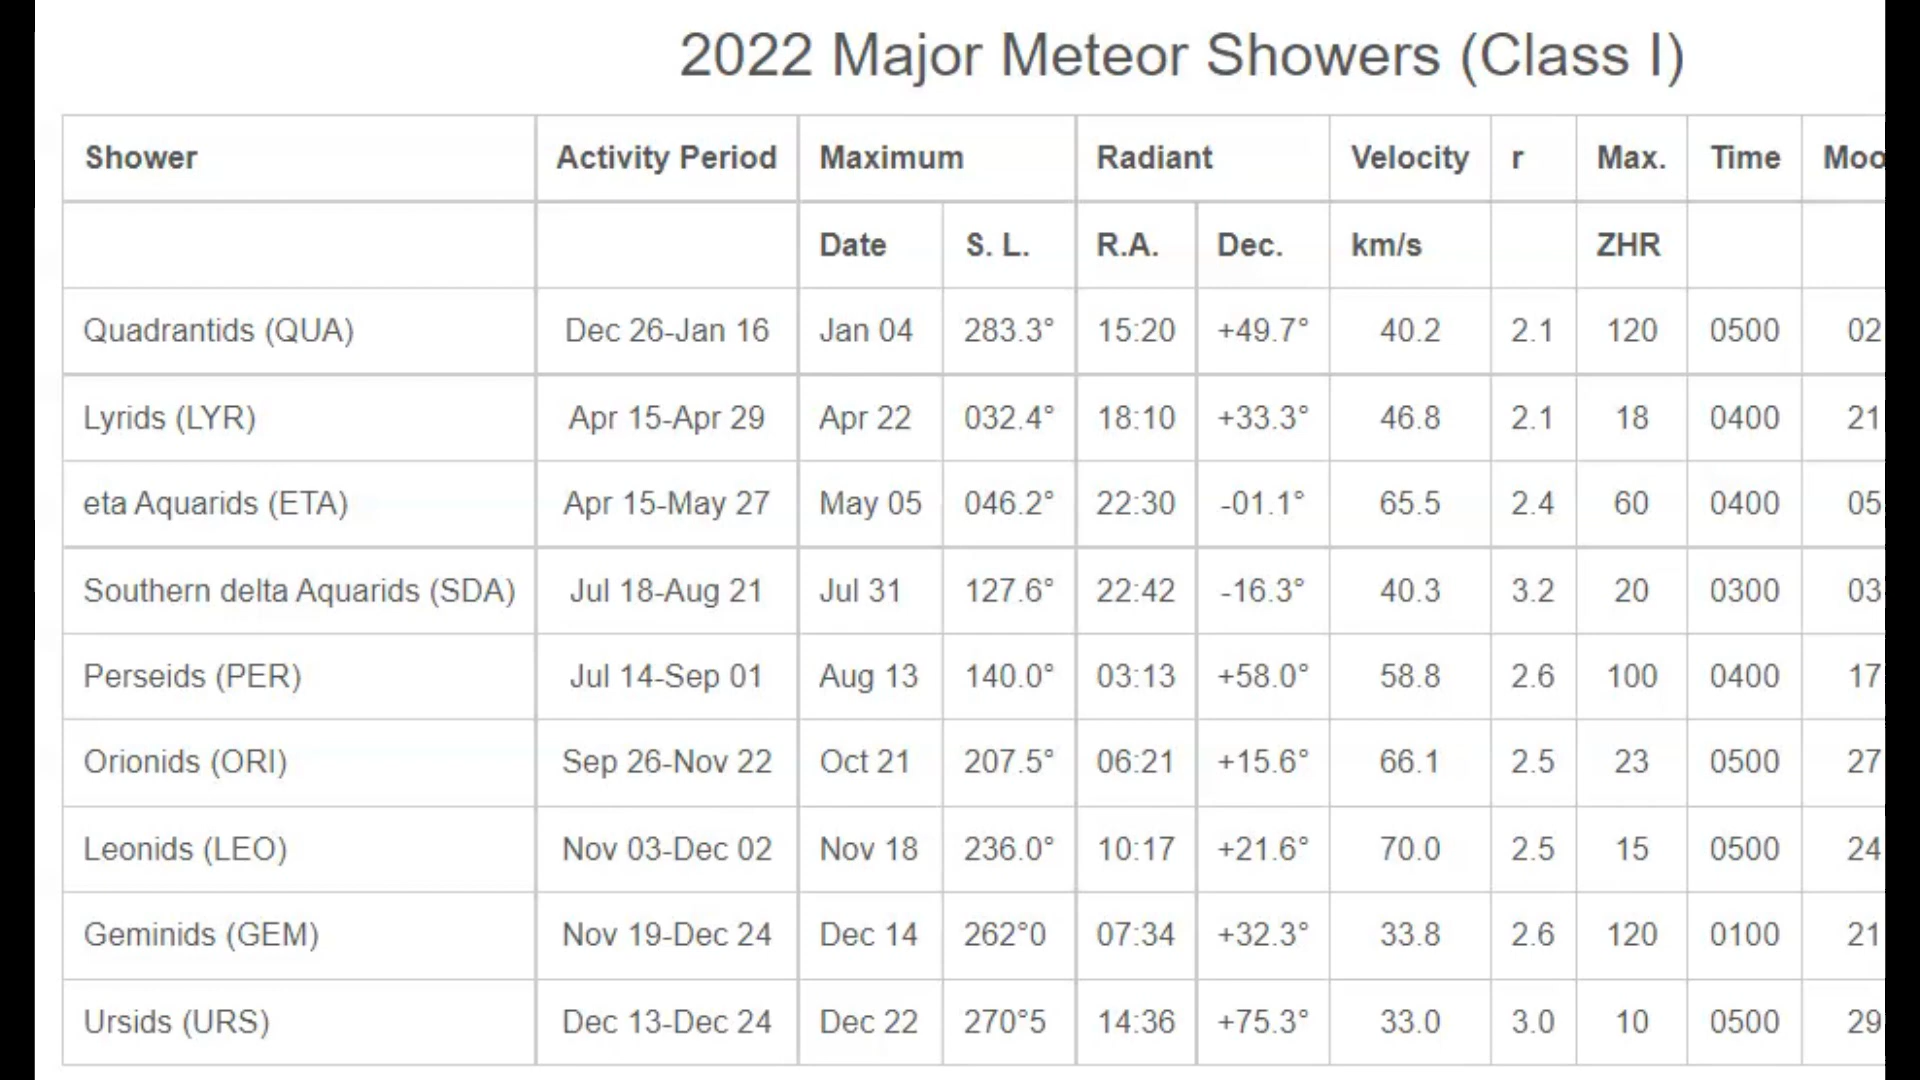 2022 Major Meteor Showers (Class I)
Shower Activity Period Maximum Radiant Velocity r Max. Time Moo
Date S. L. R.A. Dec. km/s ZHR
Quadrantids (QUA) Dec 26-Jan 16 Jan 04 283.3° 15:20 +49.7° 40.2 2.1 120 0500 02
Lyrids (LYR) Apr 15-Apr 29 Apr 22 032.4° 18:10 +33.3° 46.8 2.1 18 0400 21
eta Aquarids (ETA) Apr 15-May 27 May 05 046.2° 22:30 -01.1° 65.5 2.4 60 0400 05
Southern delta Aquarids (SDA) Jul 18-Aug 21 Jul 31 127.6° 22:42 -16.3° 40.3 3.2 20 0300 03
Perseids (PER) Jul 14-Sep 01 Aug 13 140.0° 03:13 +58.0° 58.8 2.6 100 0400 17
Orionids (ORI) Sep 26-Nov 22 Oct 21 207.5° 06:21 +15.6° 66.1 2.5 23 0500 27
Leonids (LEO) Nov 03-Dec 02 Nov 18 236.0° 10:17 +21.6° 70.0 2.5 15 0500 24
Geminids (GEM) Nov 19-Dec 24 Dec 14 262°0 07:34 +32.3° 33.8 2.6 120 0100 21
Ursids (URS) Dec 13-Dec 24 Dec 22 270°5 14:36 +75.3° 33.0 3.0 10 0500 29